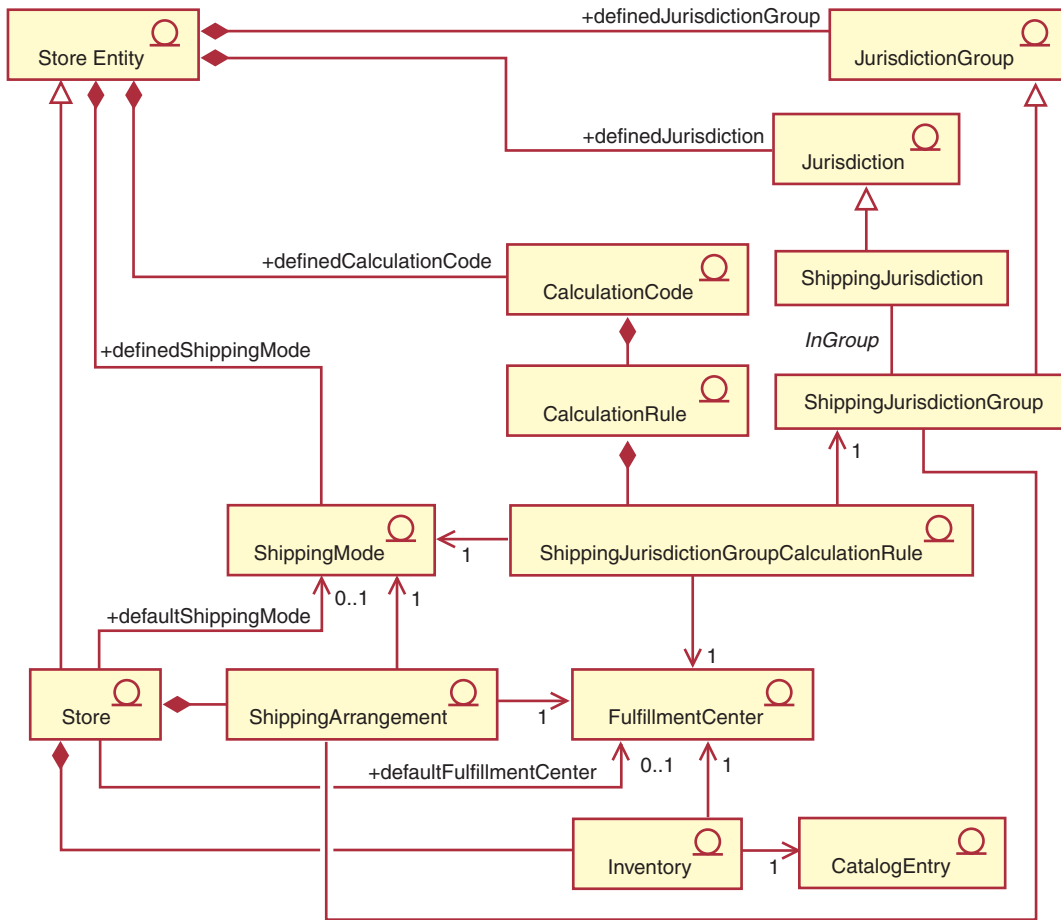 +definedJurisdictionGroup
Store Entity
JurisdictionGroup
+definedJurisdiction
Jurisdiction
+definedCalculationCode
ShippingJurisdiction
CalculationCode
InGroup
+definedShippingMode
CalculationRule
ShippingJurisdictionGroup
1
ShippingMode
1
ShippingJurisdictionGroupCalculationRule
0..1
1
+defaultShippingMode
1
Store
ShippingArrangement
1
FulfillmentCenter
+defaultFulfillmentCenter
0..1
1
Inventory
1
CatalogEntry